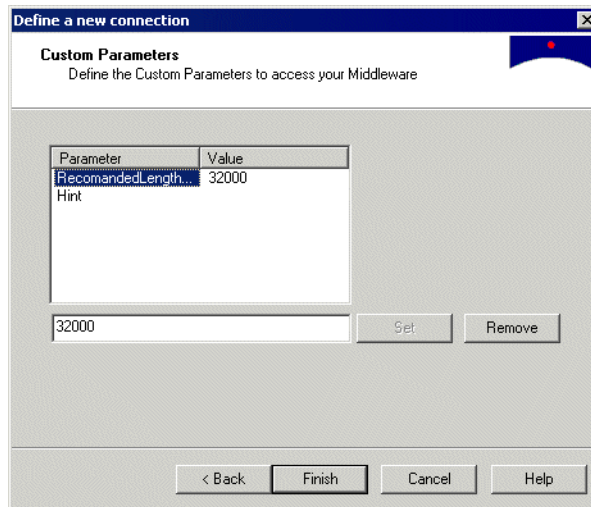 Define a new connection
Custom Parameters
Define the Custom Parameters to access your Middleware
Parameter Value
RecomandedLength... 32000
Hint
32000
Set Remove
< Back Finish Cancel Help